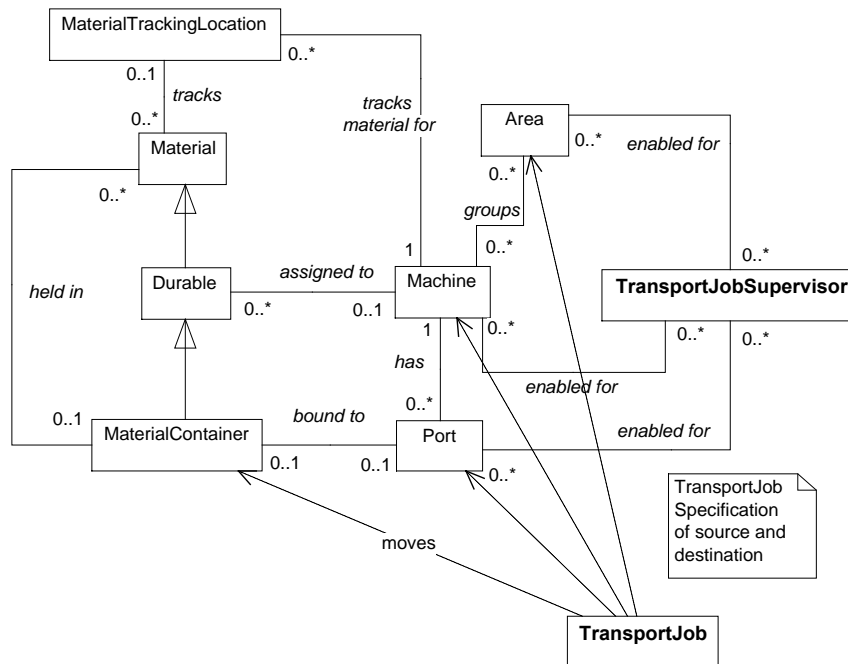 MaterialTrackingLocation
0..1
0..*
tracks
0..*
Material
0..*
tracks
material for
Area
0..*
0..*
enabled for
groups
0..*
1
0..*
held in
Durable
0..*
assigned to
0..1
Machine
1
0..*
TransportJobSupervisor
0..*
0..*
has
enabled for
0..*
0..1
MaterialContainer
0..1
bound to
0..1
Port
0..*
enabled for
moves
TransportJob
Specification
of source and
destination
TransportJob